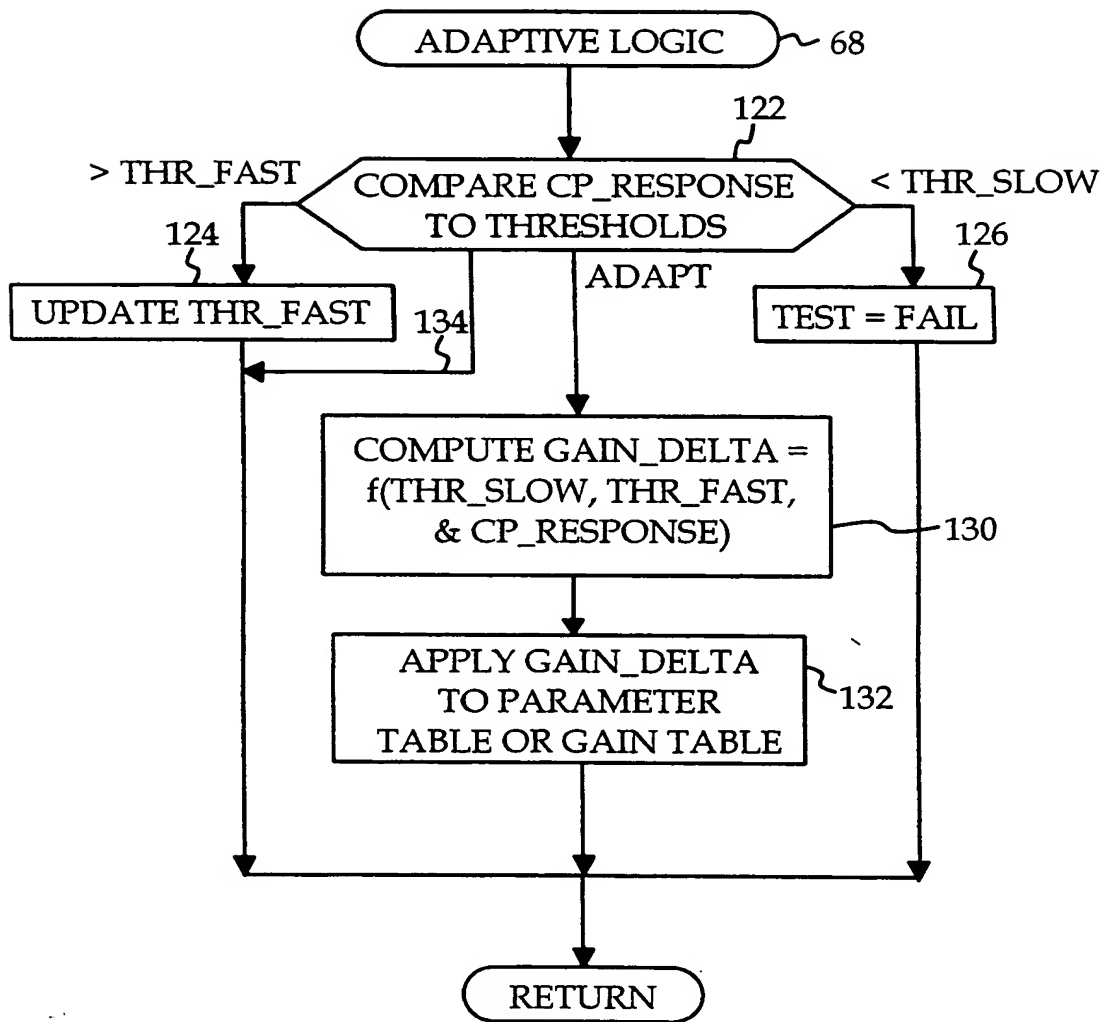 ADAPTIVE LOGIC
68
122
> THR_FAST
COMPARE CP_RESPONSE
TO THRESHOLDS
< THR_SLOW
124
UPDATE THR_FAST
134
ADAPT
126
TEST = FAIL
COMPUTE GAIN_DELTA =
f(THR_SLOW, THR_FAST,
& CP_RESPONSE)
130
APPLY GAIN_DELTA
TO PARAMETER
TABLE OR GAIN TABLE
132
RETURN